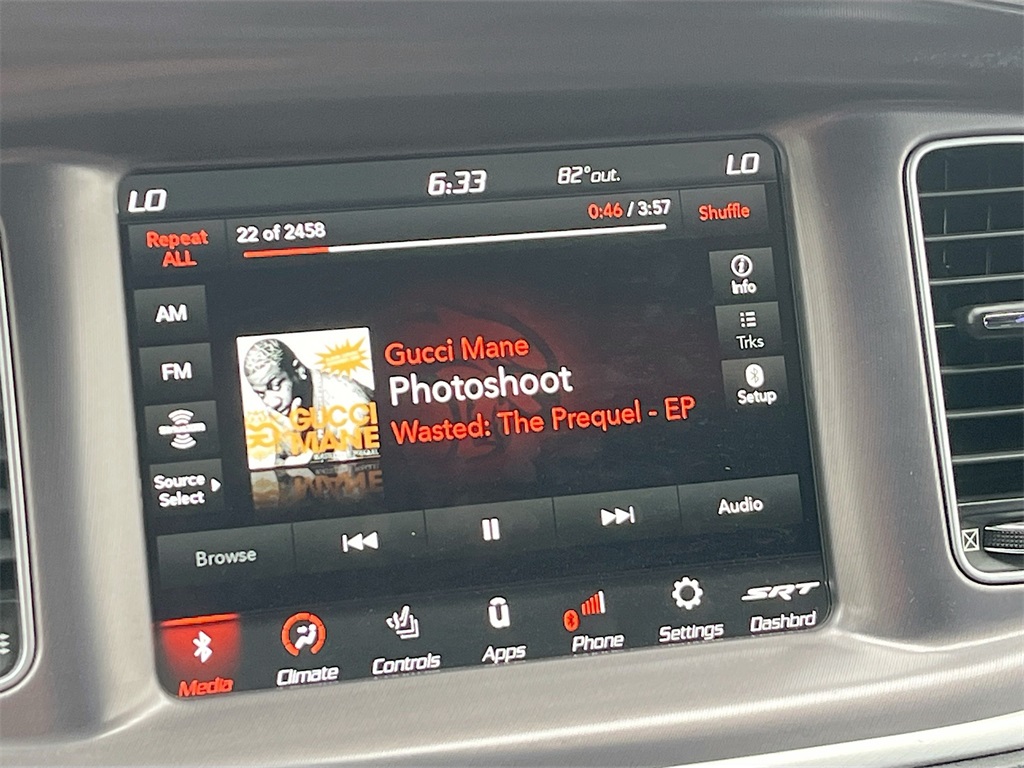 LO 6:33 82°out. LO
Repeat
ALL
22 of 2458
0:46 / 3:57
Shuffle
AM
FM
Source
Select
Info
Trks
Setup
Gucci Mane
Photoshoot
Wasted: The Prequel - EP
GUCCI
MANE
Browse
Audio
Media
Climate
Controls
Apps
Phone
Settings
SRT
Dashbrd